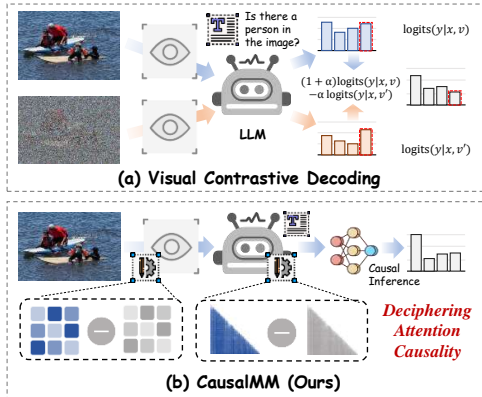 Is there a
person in
the image?
T
logits(y|x, v)
(1 + α)logits(y|x, v)
−α logits(y|x, v′)
LLM
logits(y|x, v′)
(a) Visual Contrastive Decoding
T
Causal
Inference
Deciphering
Attention
Causality
(b) CausalMM (Ours)